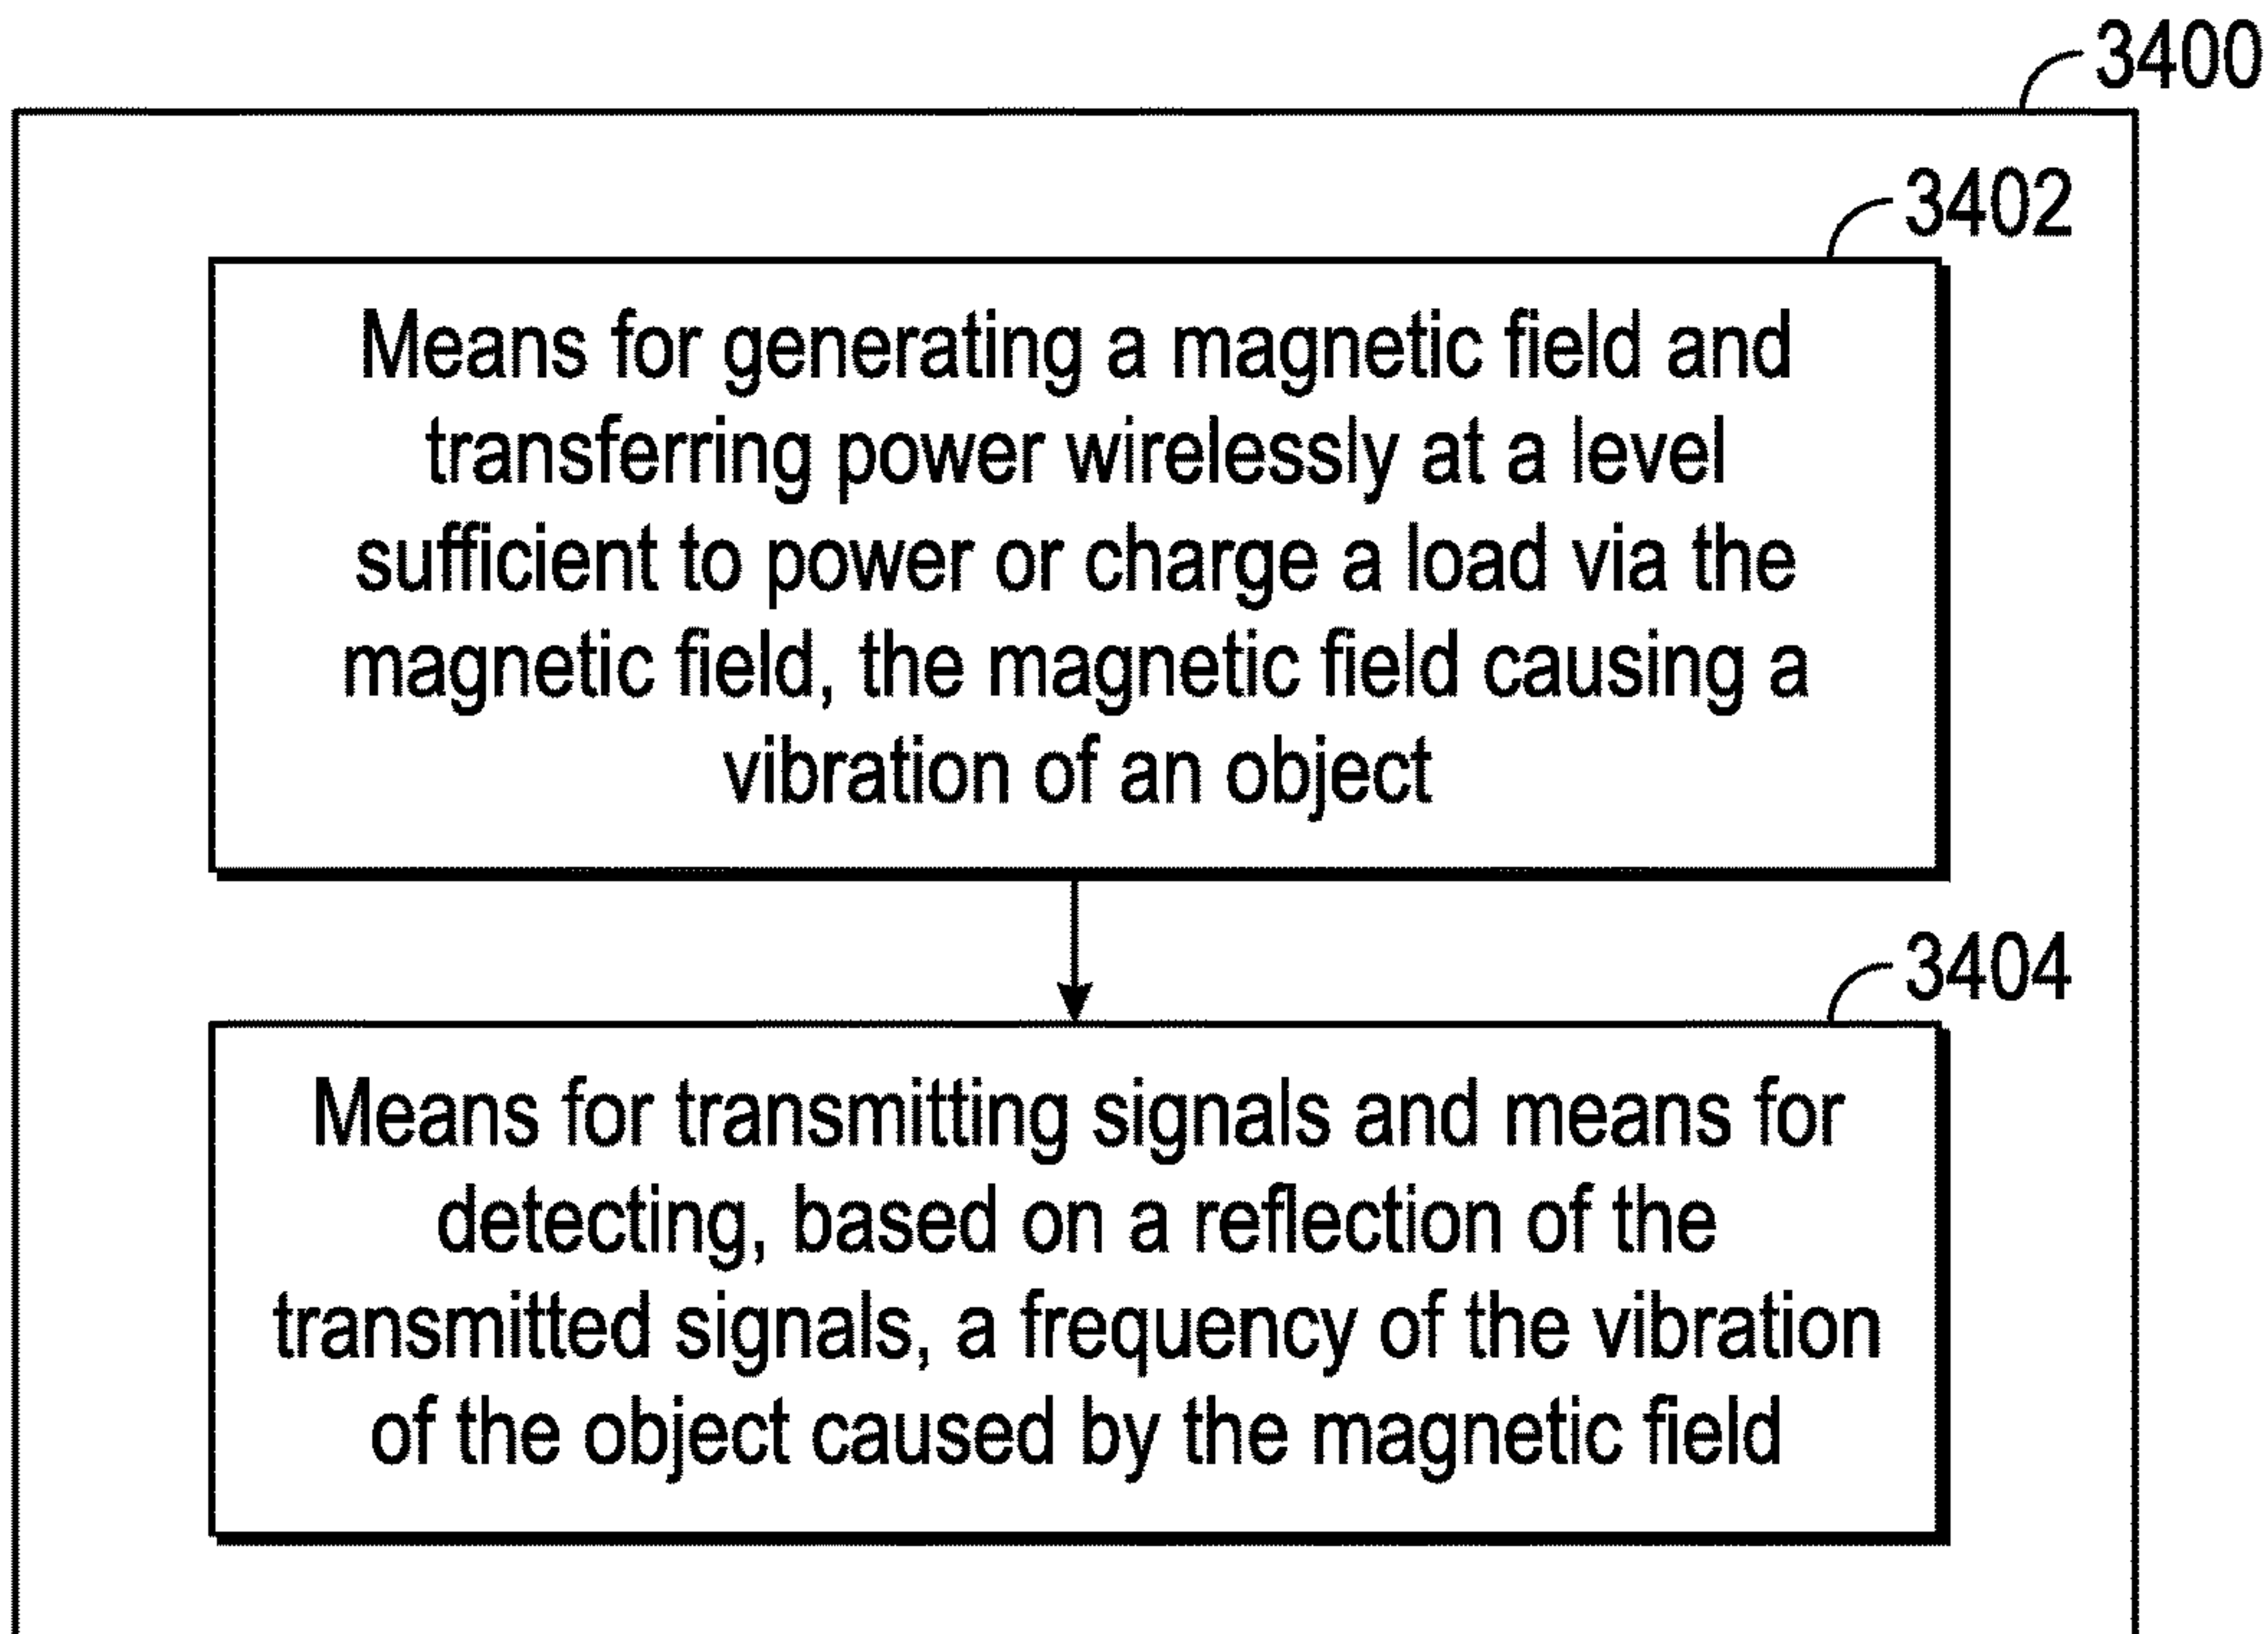 3400
3402
Means for generating a magnetic field and
transferring power wirelessly at a level
sufficient to power or charge a load via the
magnetic field, the magnetic field causing a
vibration of an object
3404
Means for transmitting signals and means for
detecting, based on a reflection of the
transmitted signals, a frequency of the vibration
of the object caused by the magnetic field